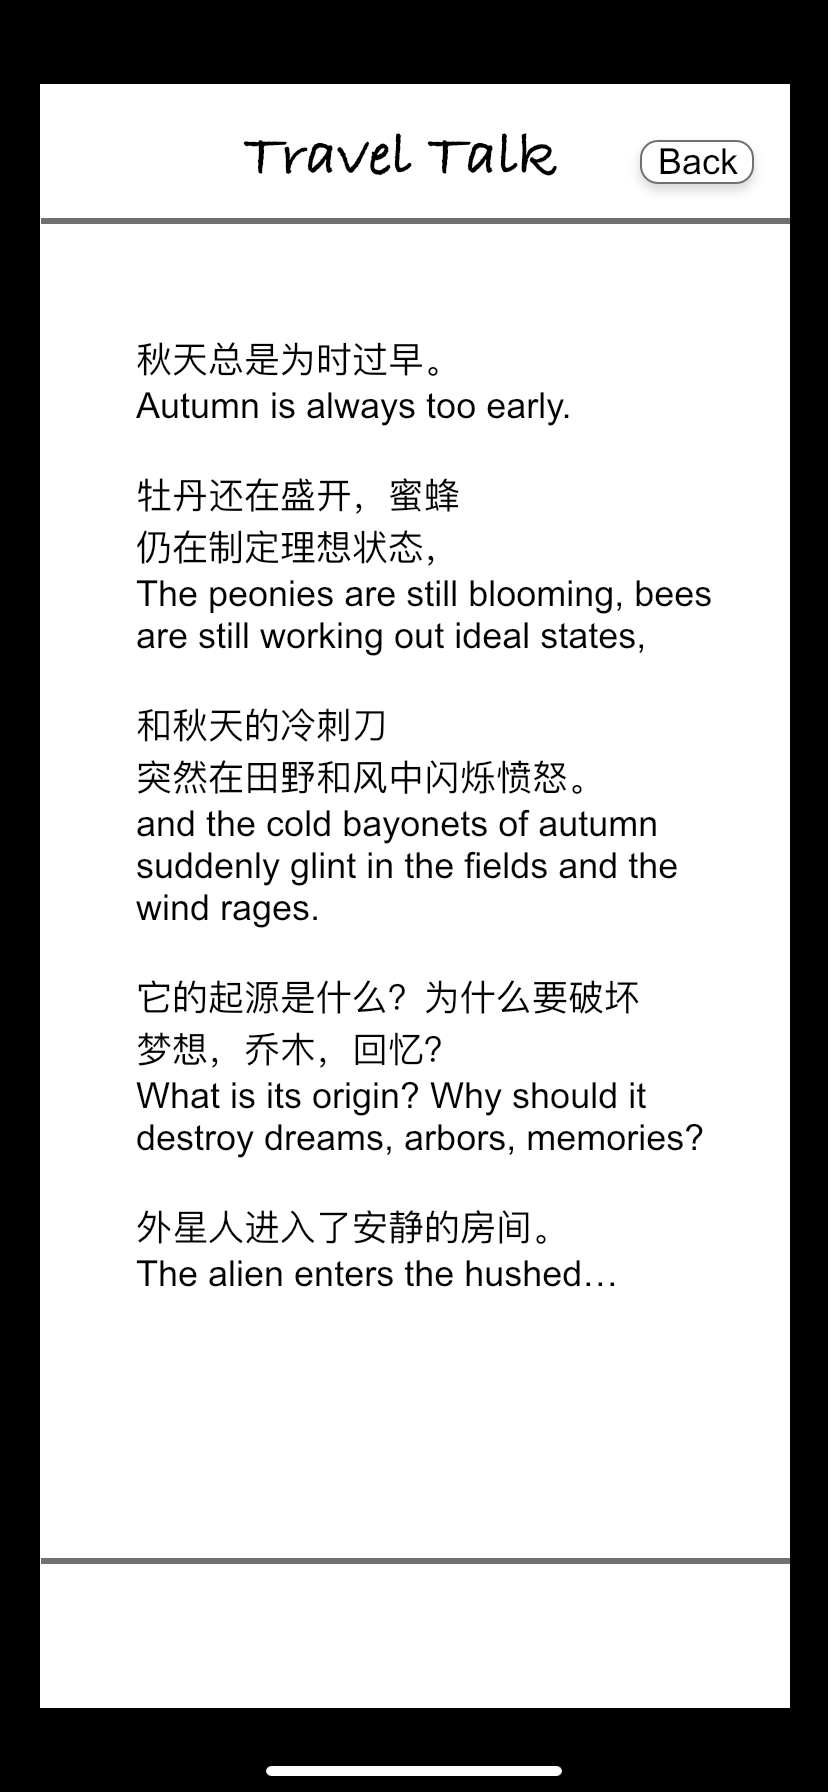 Travel Talk
Back
秋天总是为时过早。
Autumn is always too early.
牡丹还在盛开，蜜蜂
仍在制定理想状态，
The peonies are still blooming, bees
are still working out ideal states,
和秋天的冷刺刀
突然在田野和风中闪烁愤怒。
and the cold bayonets of autumn
suddenly glint in the fields and the
wind rages.
它的起源是什么？为什么要破坏
梦想，乔木，回忆？
What is its origin? Why should it
destroy dreams, arbors, memories?
外星人进入了安静的房间。
The alien enters the hushed…